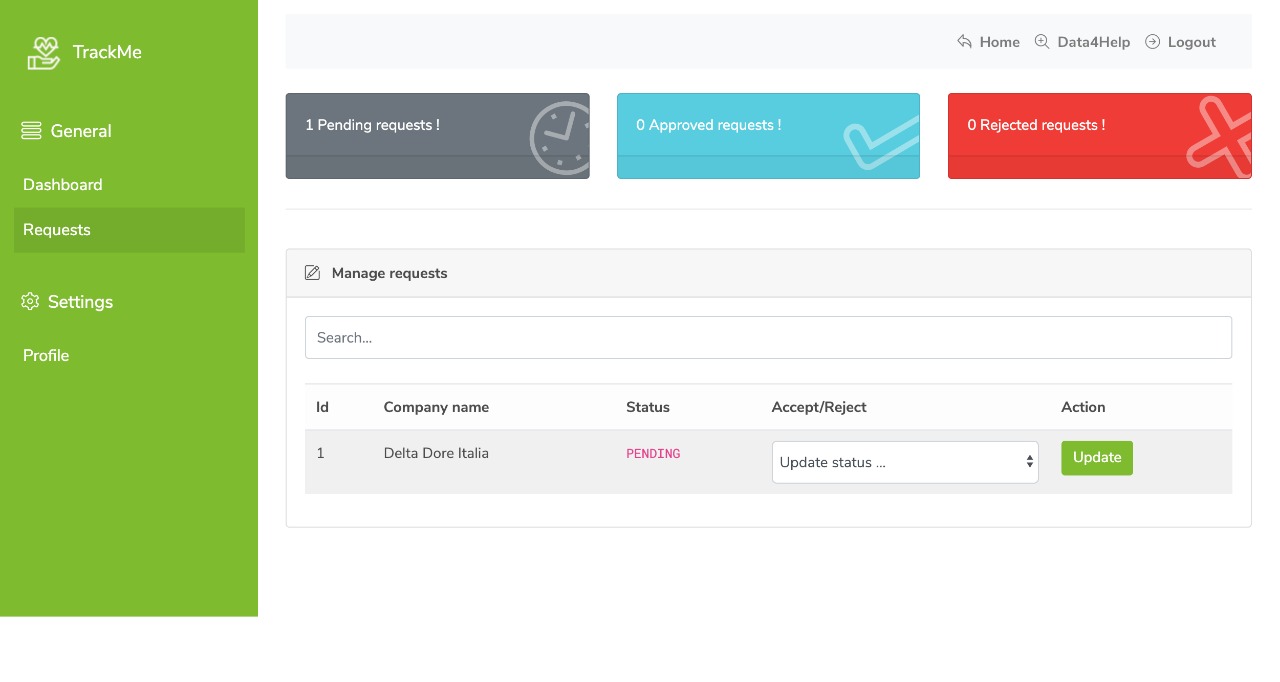 TrackMe
Home Data4Help Logout
General
Dashboard
Requests
Settings
Profile
1 Pending requests !
0 Approved requests !
0 Rejected requests !
Manage requests
Search...
Id Company name Status Accept/Reject Action
1 Delta Dore Italia PENDING Update status ... Update